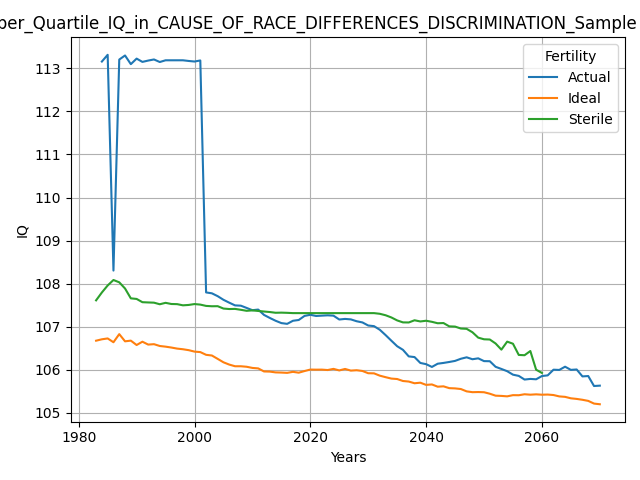 per_Quartile_IQ_in_CAUSE_OF_RACE_DIFFERENCES_DISCRIMINATION_Sample
Fertility
Actual
Ideal
Sterile
113
112
111
110
109
108
107
106
105
IQ
1980
2000
2020
2040
2060
Years